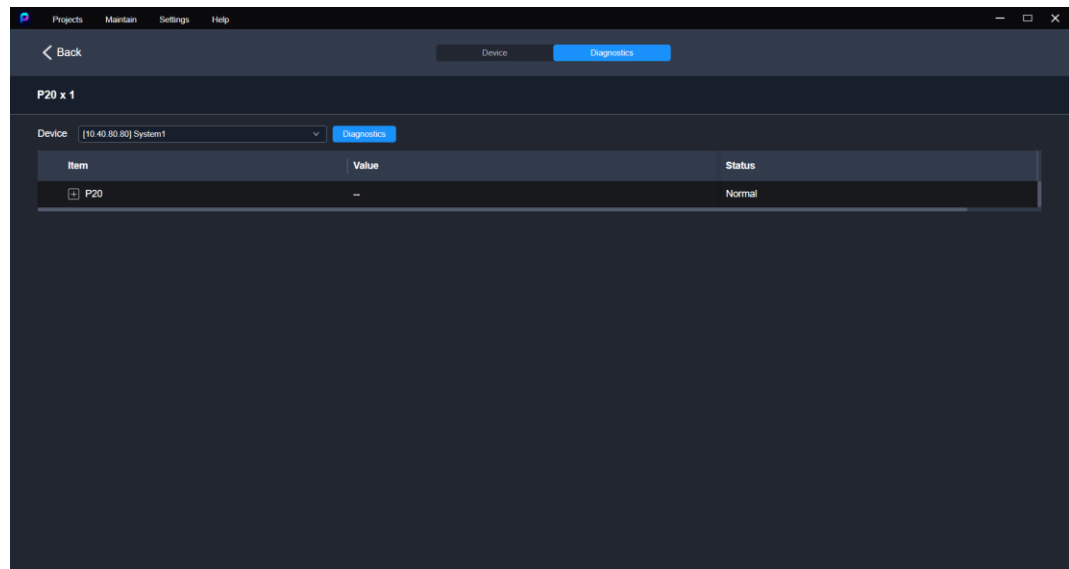 Projects Maintain Settings Help
Back Device Diagnostics
P20 x 1
Device [10.40.80.80] System1 Diagnostics
Item Value Status
P20 -- Normal